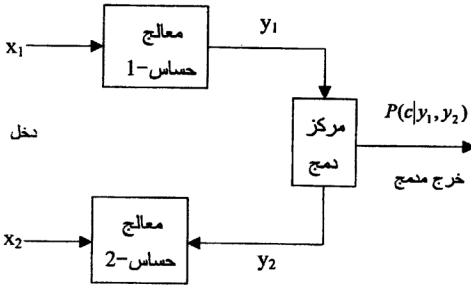 y₁
معالج
حساس-1
x₁
مركز
دمج
P(c|y₁, y₂)
خرج مدمج
دخل
معالج
حساس-2
x₂
y₂